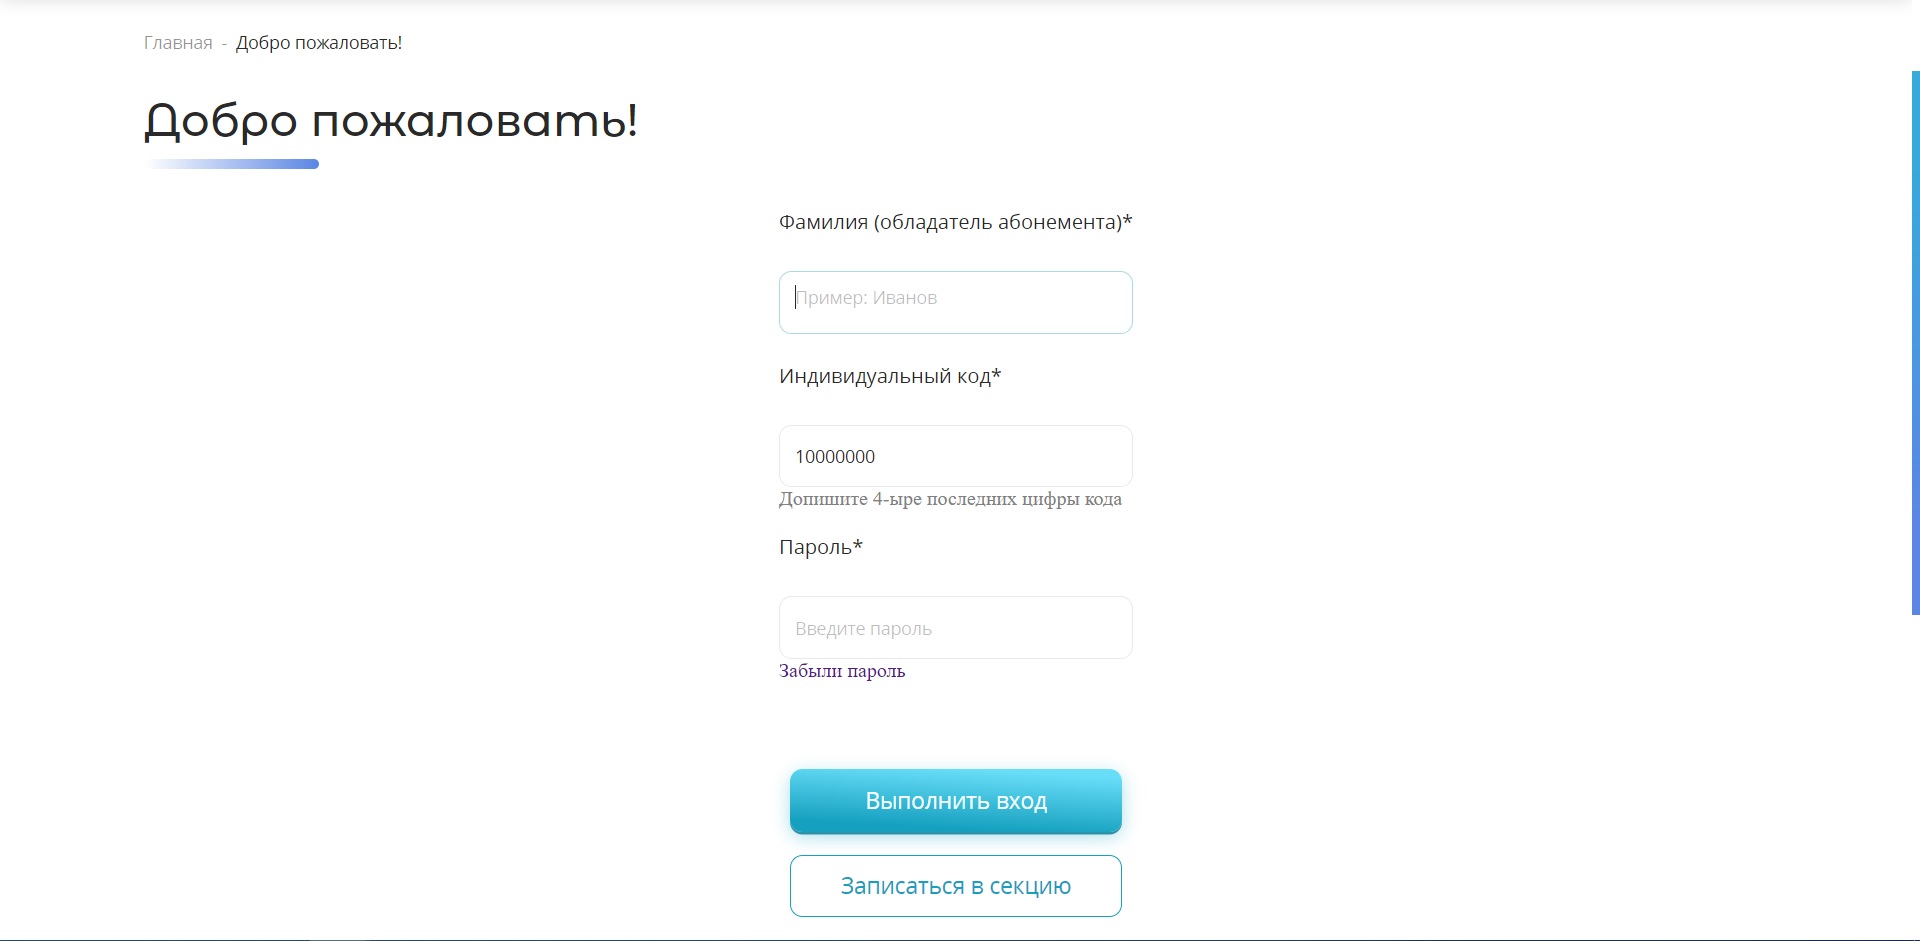 Главная - Добро пожаловать!
Добро пожаловать!
Фамилия (обладатель абонемента)*
Пример: Иванов
Индивидуальный код*
10000000
Допишите 4-ыре последних цифры кода
Пароль*
Введите пароль
Забыли пароль
Выполнить вход
Записаться в секцию